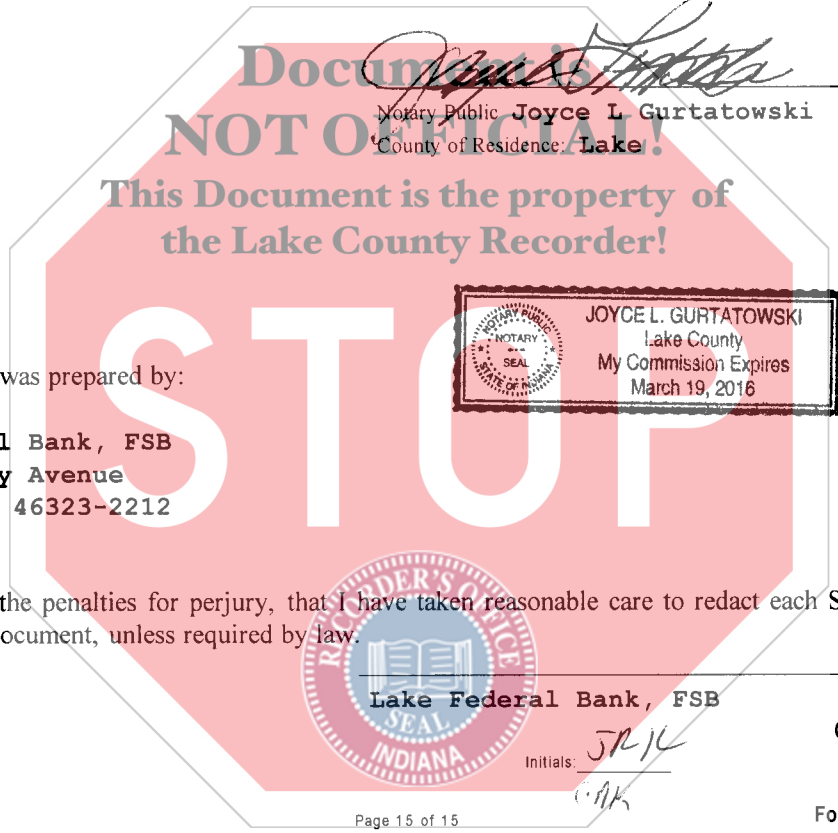 Document is
NOT OFFICIAL!
This Document is the property of
the Lake County Recorder!
STOP
Notary Public Joyce L Gurtatowski
County of Residence: Lake
NOTARY PUBLIC
NOTARY
SEAL
STATE OF INDIANA
JOYCE L. GURTATOWSKI
Lake County
My Commission Expires
March 19, 2016
was prepared by:
l Bank, FSB
y Avenue
46323-2212
the penalties for perjury, that I have taken reasonable care to redact each S
ocument, unless required by law.
RECORDER'S OFFICE
SEAL
INDIANA
Lake Federal Bank, FSB
Initials: JRK
Page 15 of 15
Fo